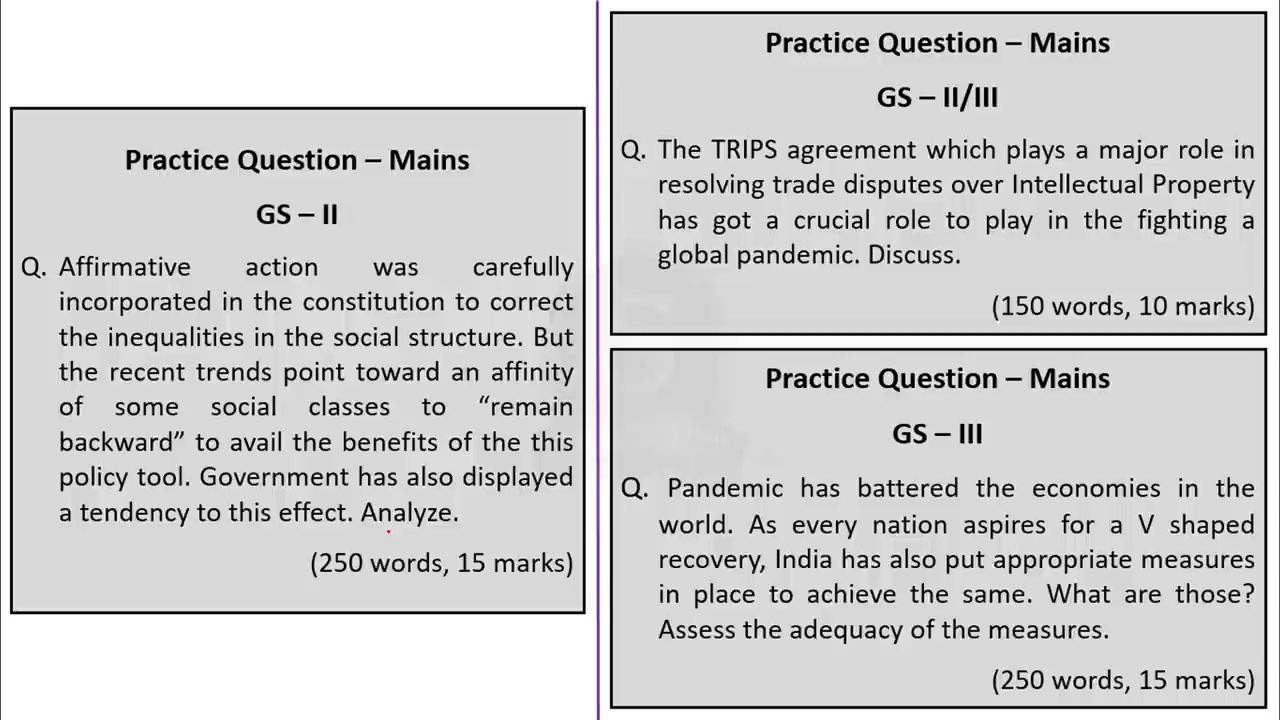 Practice Question – Mains
GS – II
Q. Affirmative action was carefully
incorporated in the constitution to correct
the inequalities in the social structure. But
the recent trends point toward an affinity
of some social classes to “remain
backward” to avail the benefits of the this
policy tool. Government has also displayed
a tendency to this effect. Analyze.
(250 words, 15 marks)
Practice Question – Mains
GS – II/III
Q. The TRIPS agreement which plays a major role in
resolving trade disputes over Intellectual Property
has got a crucial role to play in the fighting a
global pandemic. Discuss.
(150 words, 10 marks)
Practice Question – Mains
GS – III
Q. Pandemic has battered the economies in the
world. As every nation aspires for a V shaped
recovery, India has also put appropriate measures
in place to achieve the same. What are those?
Assess the adequacy of the measures.
(250 words, 15 marks)